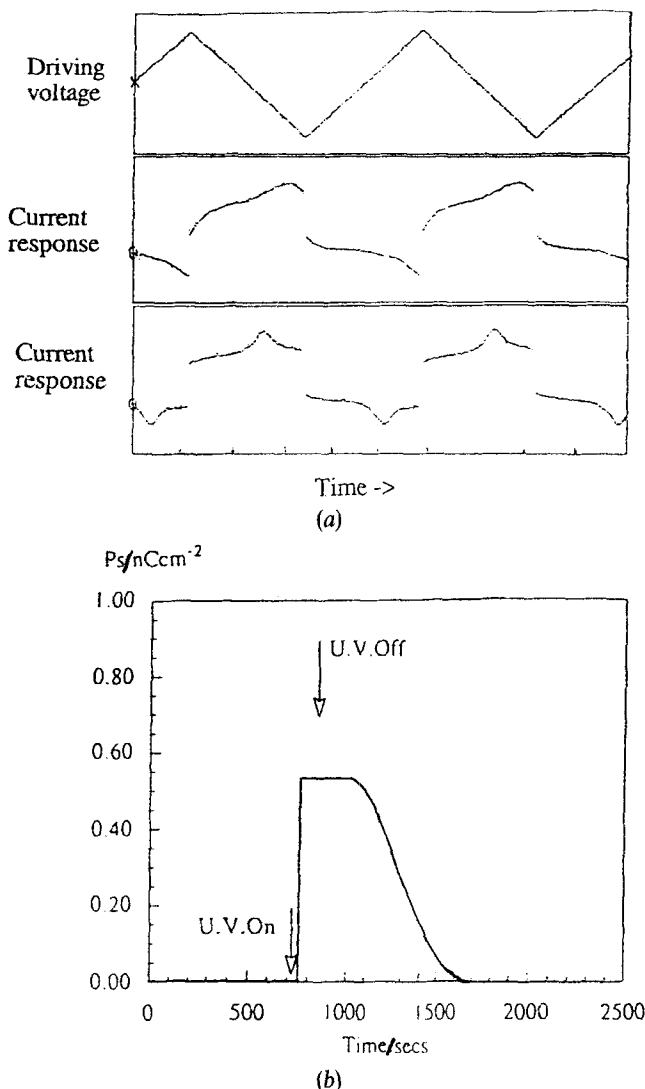 Driving
voltage
Current
response
Current
response
Time ->
(a)
Ps/nCcm-2
1.00
0.80
0.60
0.40
0.20
0.00
U.V.Off
U.V.On
0 500 1000 1500 2000 2500
Time/secs
(b)